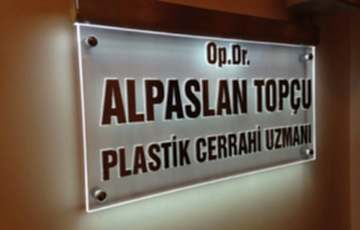 Op.Dr.
ALPASLAN TOPÇU
PLASTİK CERRAHİ UZMANI